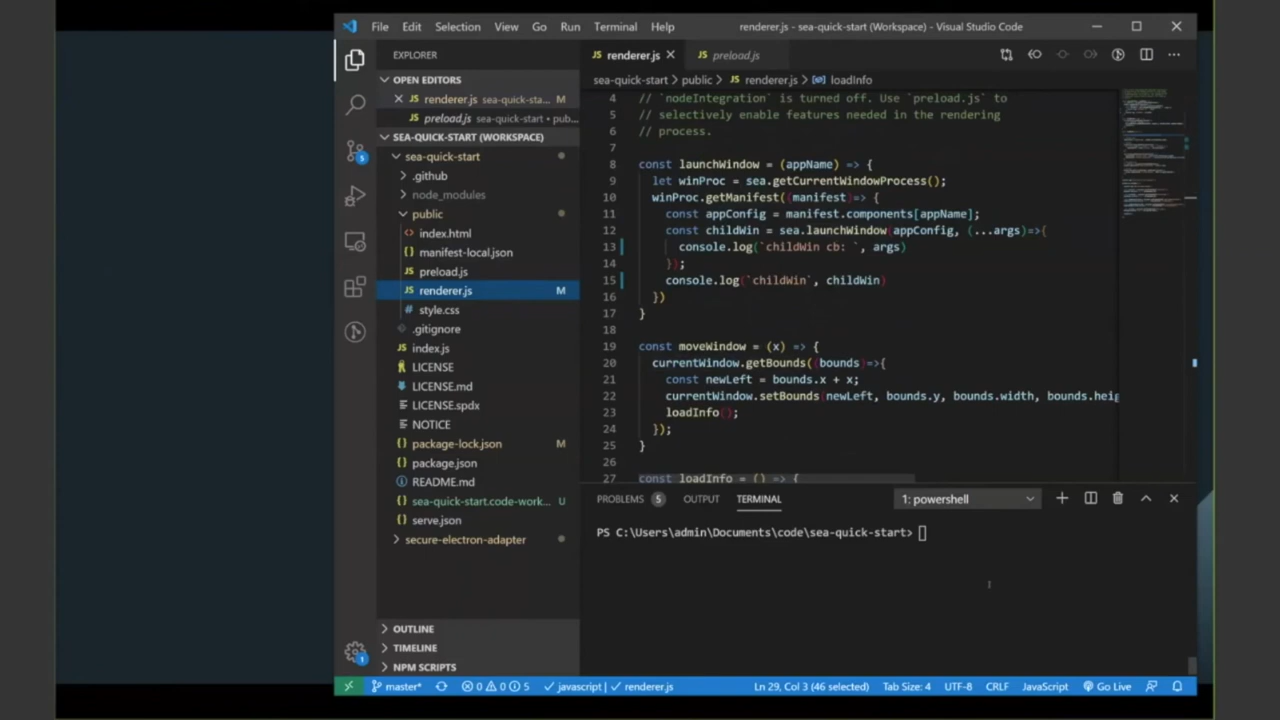 File Edit Selection View Go Run Terminal Help renderer.js - sea-quick-start (Workspace) - Visual Studio Code
EXPLORER
OPEN EDITORS
renderer.js sea-quick-sta... M
preload.js sea-quick-start • pub...
SEA-QUICK-START (WORKSPACE)
sea-quick-start
.github
node_modules
public
index.html
manifest-local.json
preload.js
renderer.js M
style.css
.gitignore
index.js
LICENSE
LICENSE.md
LICENSE.spdx
NOTICE
package-lock.json M
package.json
README.md
sea-quick-start.code-work... U
serve.json
secure-electron-adapter
OUTLINE
TIMELINE
NPM SCRIPTS
5
1
renderer.js preload.js
sea-quick-start > public > JS renderer.js > loadInfo
4 // `nodeIntegration` is turned off. Use `preload.js` to
5 // selectively enable features needed in the rendering
6 // process.
7
8 const launchWindow = (appName) => {
9 let winProc = sea.getCurrentWindowProcess();
10 winProc.getManifest((manifest)=> {
11 const appConfig = manifest.components[appName];
12 const childWin = sea.launchWindow(appConfig, (...args)=>{
13 console.log(`childWin cb: `, args)
14 });
15 console.log(`childWin`, childWin)
16 })
17 }
18
19 const moveWindow = (x) => {
20 currentWindow.getBounds((bounds)=>{
21 const newLeft = bounds.x + x;
22 currentWindow.setBounds(newLeft, bounds.y, bounds.width, bounds.heig
23 loadInfo();
24 });
25 }
26
27 const loadInfo = () => {
PROBLEMS 5 OUTPUT TERMINAL 1: powershell
PS C:\Users\admin\Documents\code\sea-quick-start>
master* 0 0 5 javascript | renderer.js Ln 29, Col 3 (46 selected) Tab Size: 4 UTF-8 CRLF JavaScript Go Live